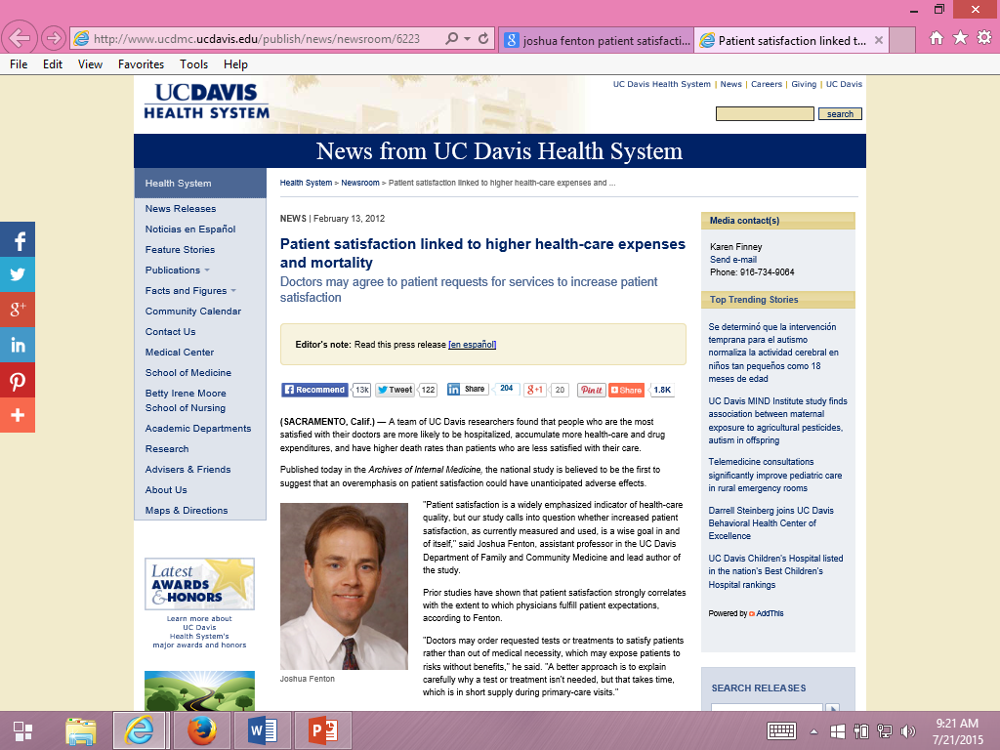 http://www.ucdmc.ucdavis.edu/publish/news/newsroom/6223
joshua fenton patient satisfacti...
Patient satisfaction linked t...
File Edit View Favorites Tools Help
UCDAVIS
HEALTH SYSTEM
UC Davis Health System | News | Careers | Giving | UC Davis
search
News from UC Davis Health System
Health System
News Releases
Noticias en Español
Feature Stories
Publications
Facts and Figures
Community Calendar
Contact Us
Medical Center
School of Medicine
Betty Irene Moore
School of Nursing
Academic Departments
Research
Advisers & Friends
About Us
Maps & Directions
Latest
AWARDS
& HONORS
Learn more about
UC Davis
Health System's
major awards and honors
Health System > Newsroom > Patient satisfaction linked to higher health-care expenses and ...
NEWS | February 13, 2012
Patient satisfaction linked to higher health-care expenses
and mortality
Doctors may agree to patient requests for services to increase patient
satisfaction
Editor's note: Read this press release [en español]
Recommend 13k Tweet 122 Share 204 +1 20 Pin it Share 1.8K
(SACRAMENTO, Calif.) — A team of UC Davis researchers found that people who are the most
satisfied with their doctors are more likely to be hospitalized, accumulate more health-care and drug
expenditures, and have higher death rates than patients who are less satisfied with their care.
Published today in the Archives of Internal Medicine, the national study is believed to be the first to
suggest that an overemphasis on patient satisfaction could have unanticipated adverse effects.
"Patient satisfaction is a widely emphasized indicator of health-care
quality, but our study calls into question whether increased patient
satisfaction, as currently measured and used, is a wise goal in and
of itself," said Joshua Fenton, assistant professor in the UC Davis
Department of Family and Community Medicine and lead author of
the study.
Prior studies have shown that patient satisfaction strongly correlates
with the extent to which physicians fulfill patient expectations,
according to Fenton.
"Doctors may order requested tests or treatments to satisfy patients
rather than out of medical necessity, which may expose patients to
risks without benefits," he said. "A better approach is to explain
carefully why a test or treatment isn't needed, but that takes time,
which is in short supply during primary-care visits."
Joshua Fenton
Media contact(s)
Karen Finney
Send e-mail
Phone: 916-734-9064
Top Trending Stories
Se determinó que la intervención
temprana para el autismo
normaliza la actividad cerebral en
niños tan pequeños como 18
meses de edad
UC Davis MIND Institute study finds
association between maternal
exposure to agricultural pesticides,
autism in offspring
Telemedicine consultations
significantly improve pediatric care
in rural emergency rooms
Darrell Steinberg joins UC Davis
Behavioral Health Center of
Excellence
UC Davis Children's Hospital listed
in the nation's Best Children's
Hospital rankings
Powered by AddThis
SEARCH RELEASES
9:21 AM
7/21/2015